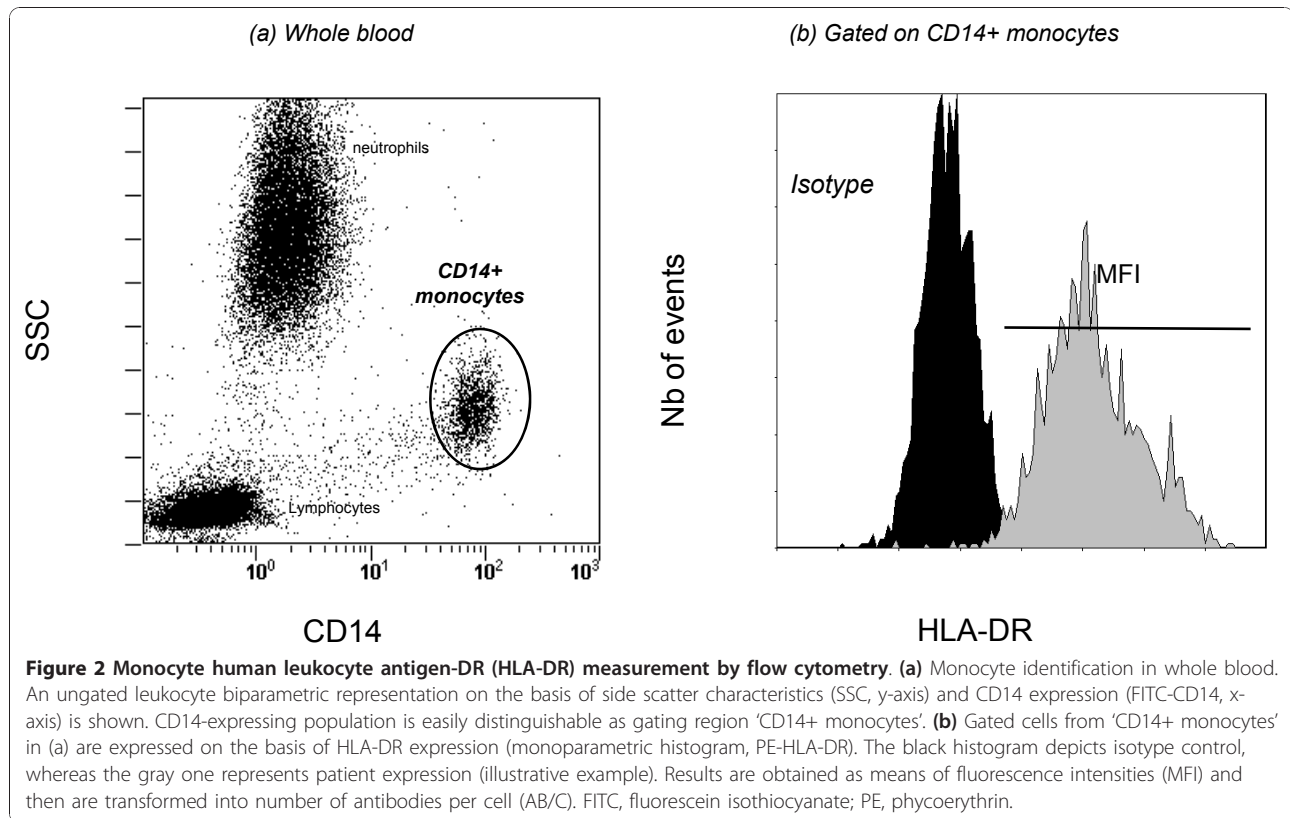 (a) Whole blood
(b) Gated on CD14+ monocytes
neutrophils
CD14+
monocytes
Lymphocytes
SSC
10⁰ 10¹ 10² 10³
CD14
Isotype
MFI
Nb of events
HLA-DR
Figure 2 Monocyte human leukocyte antigen-DR (HLA-DR) measurement by flow cytometry. (a) Monocyte identification in whole blood.
An ungated leukocyte biparametric representation on the basis of side scatter characteristics (SSC, y-axis) and CD14 expression (FITC-CD14, x-
axis) is shown. CD14-expressing population is easily distinguishable as gating region ‘CD14+ monocytes’. (b) Gated cells from ‘CD14+ monocytes’
in (a) are expressed on the basis of HLA-DR expression (monoparametric histogram, PE-HLA-DR). The black histogram depicts isotype control,
whereas the gray one represents patient expression (illustrative example). Results are obtained as means of fluorescence intensities (MFI) and
then are transformed into number of antibodies per cell (AB/C). FITC, fluorescein isothiocyanate; PE, phycoerythrin.